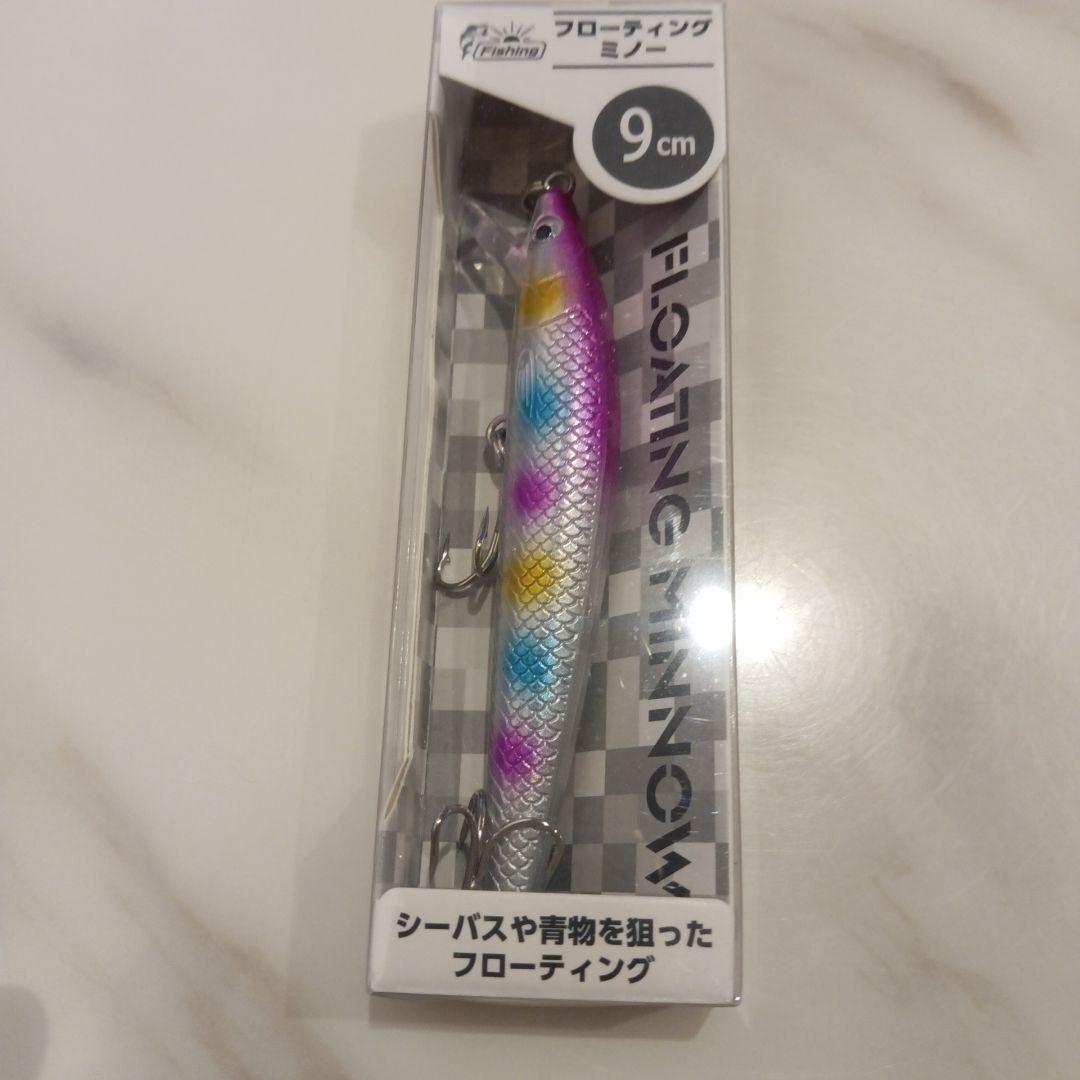 Fishing
フローティング
ミノー
9cm
FLOATING MINNOW
シーバスや青物を狙った
フローティング